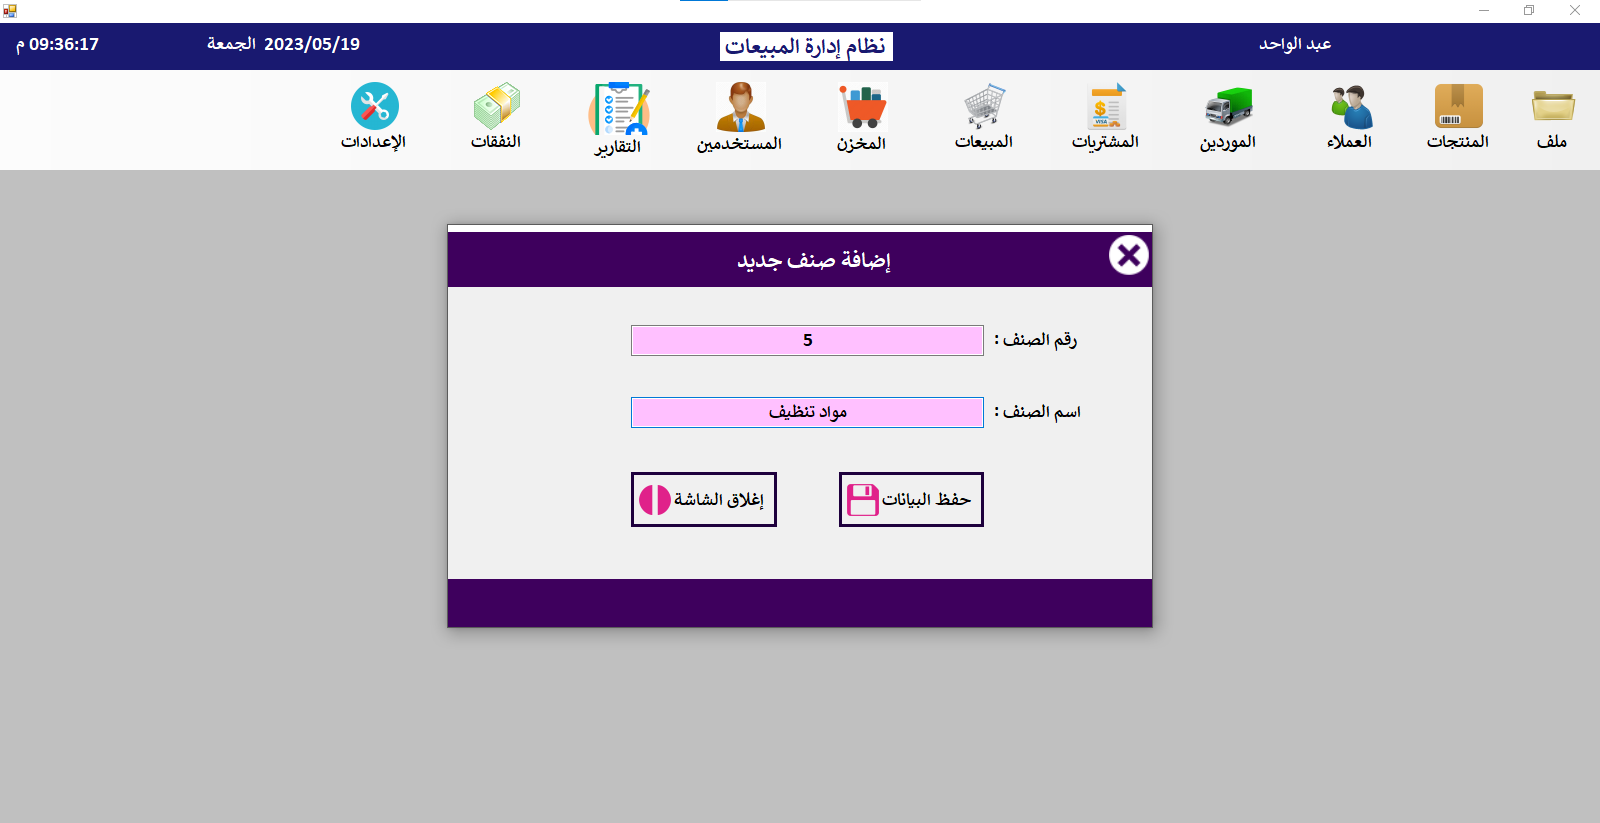 عبد الواحد
نظام إدارة المبيعات
2023/05/19 الجمعة
09:36:17 م
ملف
المنتجات
العملاء
الموردين
المشتريات
المبيعات
المخزن
المستخدمين
التقارير
النفقات
الإعدادات
إضافة صنف جديد
رقم الصنف : 5
اسم الصنف : مواد تنظيف
حفظ البيانات
إغلاق الشاشة